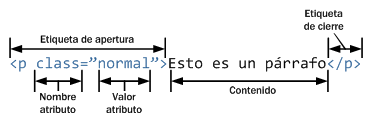 Etiqueta de apertura
Etiqueta
de cierre
<p class=”normal”>Esto es un párrafo</p>
Nombre
atributo
Valor
atributo
Contenido